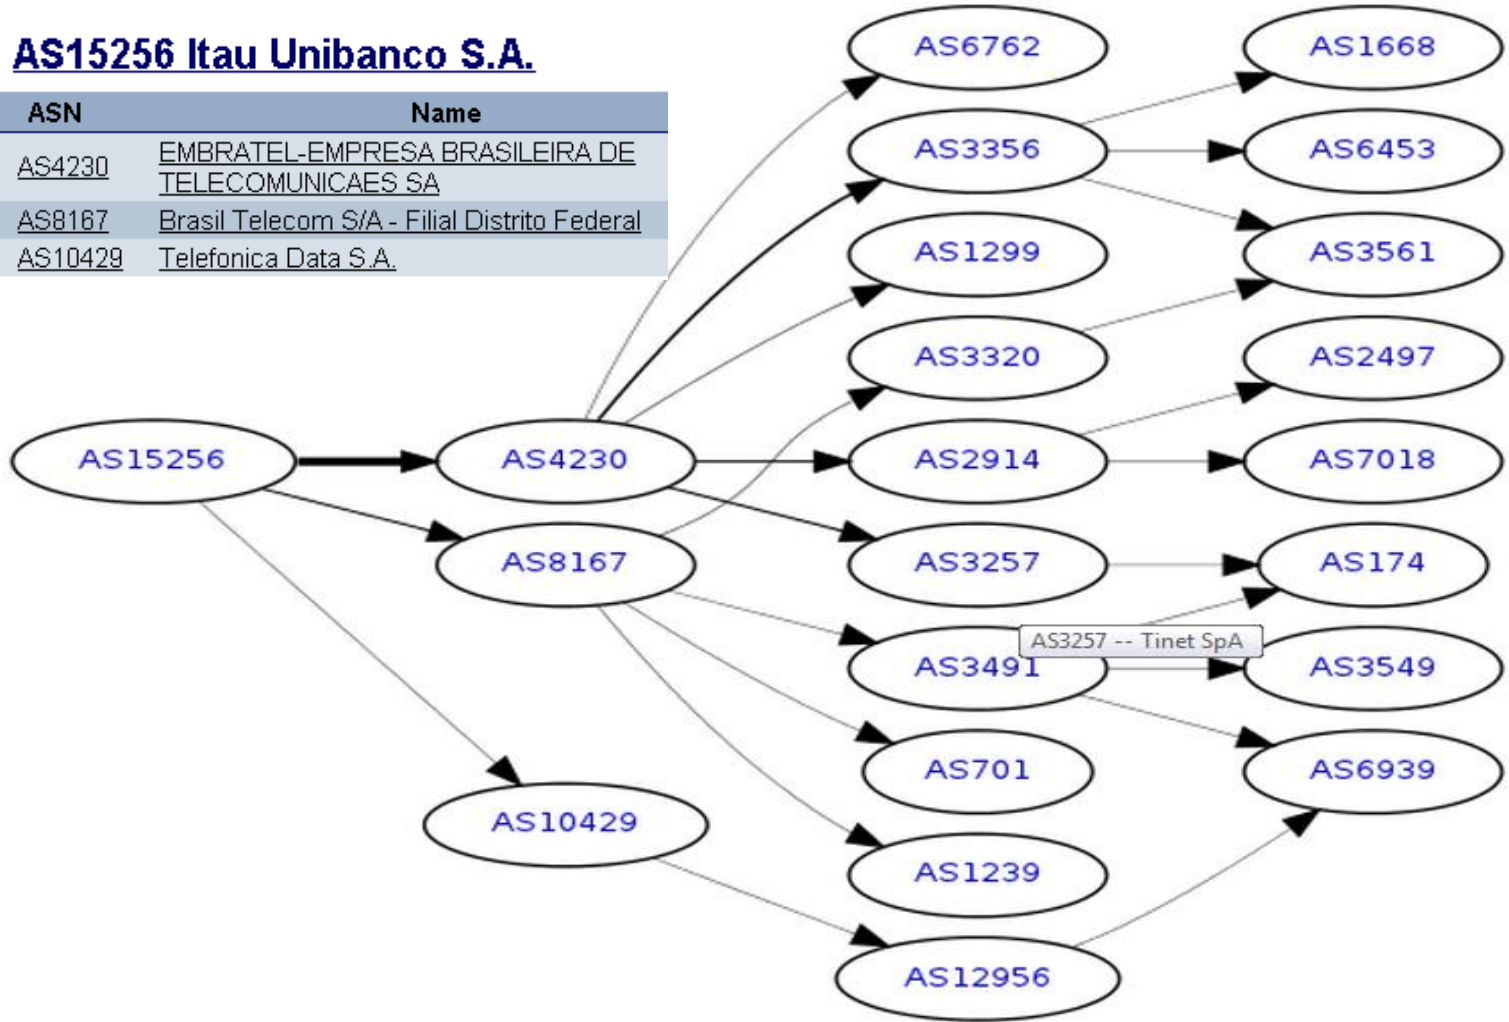 AS15256 Itau Unibanco S.A.
ASN Name
AS4230 EMBRATEL-EMPRESA BRASILEIRA DE
TELECOMUNICAES SA
AS8167 Brasil Telecom S/A - Filial Distrito Federal
AS10429 Telefonica Data S.A.
AS15256
AS4230
AS8167
AS10429
AS6762
AS3356
AS1299
AS3320
AS2914
AS3257
AS3491
AS701
AS1239
AS12956
AS1668
AS6453
AS3561
AS2497
AS7018
AS174
AS3257 -- Tinet SpA
AS3549
AS6939